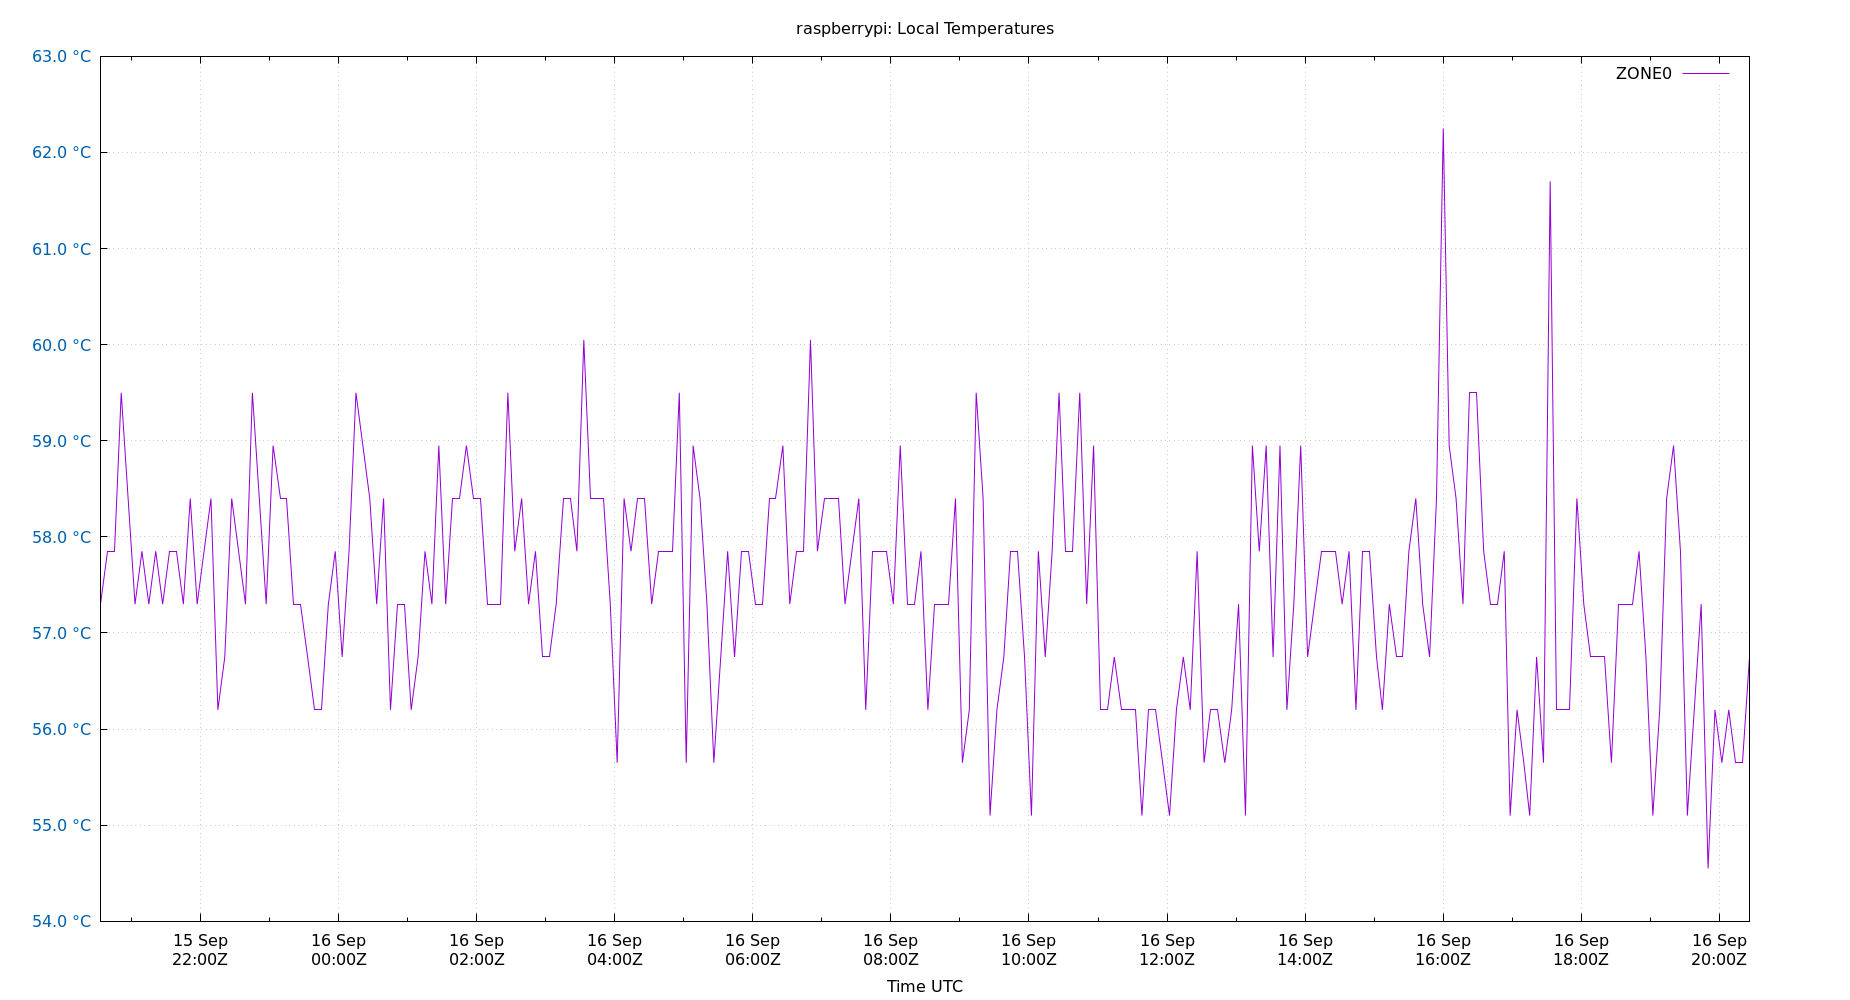 raspberrypi: Local Temperatures
63.0 °C
ZONE0
62.0 °C
61.0 °C
60.0 °C
59.0 °C
58.0 °C
57.0 °C
56.0 °C
55.0 °C
54.0 °C
15 Sep 16 Sep 16 Sep 16 Sep 16 Sep 16 Sep 16 Sep 16 Sep 16 Sep 16 Sep 16 Sep 16 Sep
22:00Z 00:00Z 02:00Z 04:00Z 06:00Z 08:00Z 10:00Z 12:00Z 14:00Z 16:00Z 18:00Z 20:00Z
Time UTC